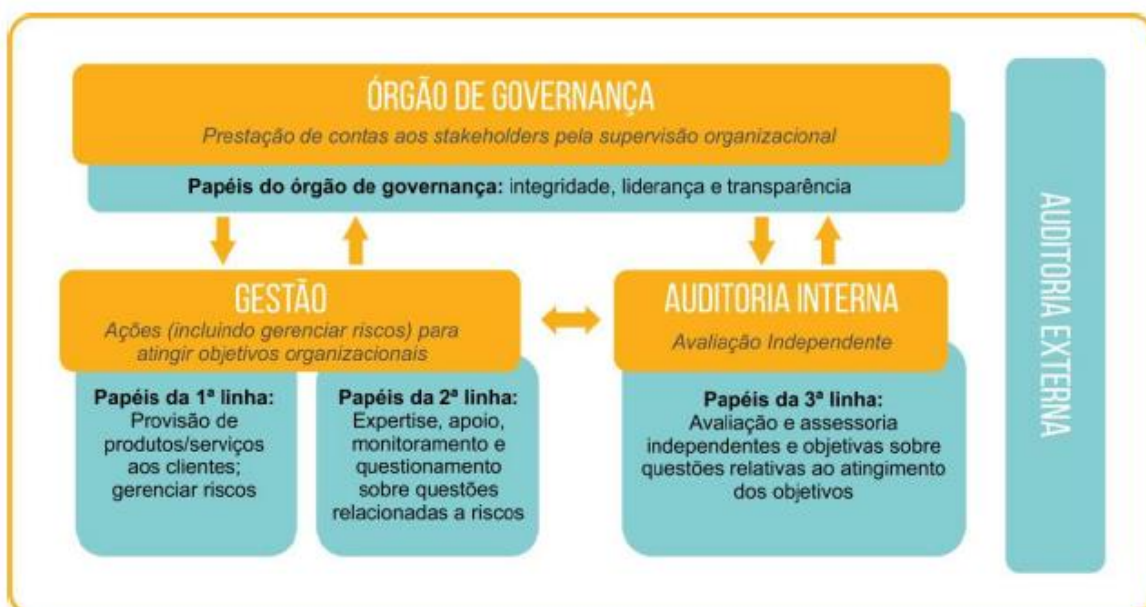 ÓRGÃO DE GOVERNANÇA
Prestação de contas aos stakeholders pela supervisão organizacional
Papéis do órgão de governança: integridade, liderança e transparência
GESTÃO
Ações (incluindo gerenciar riscos) para
atingir objetivos organizacionais
Papéis da 1ª linha:
Provisão de
produtos/serviços
aos clientes;
gerenciar riscos
Papéis da 2ª linha:
Expertise, apoio,
monitoramento e
questionamento
sobre questões
relacionadas a riscos
AUDITORIA INTERNA
Avaliação Independente
Papéis da 3ª linha:
Avaliação e assessoria
independentes e objetivas sobre
questões relativas ao atingimento
dos objetivos
AUDITORIA EXTERNA